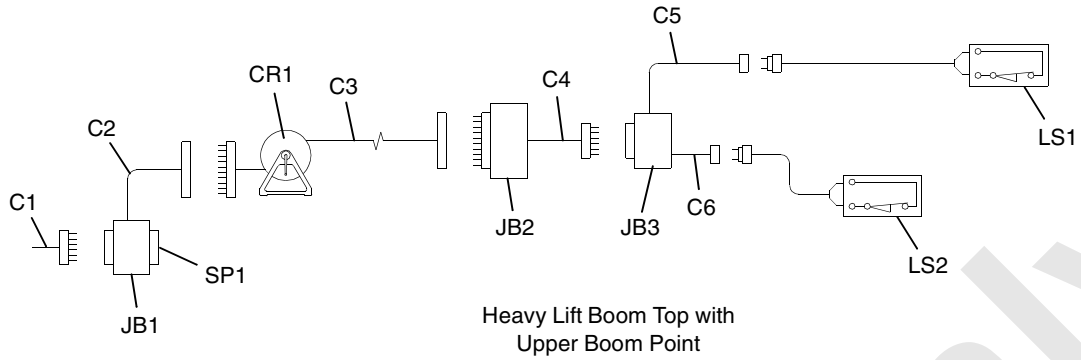 C5
CR1
C3
C4
C2
LS1
C1
SP1
JB1
JB2
JB3
C6
LS2
Heavy Lift Boom Top with
Upper Boom Point